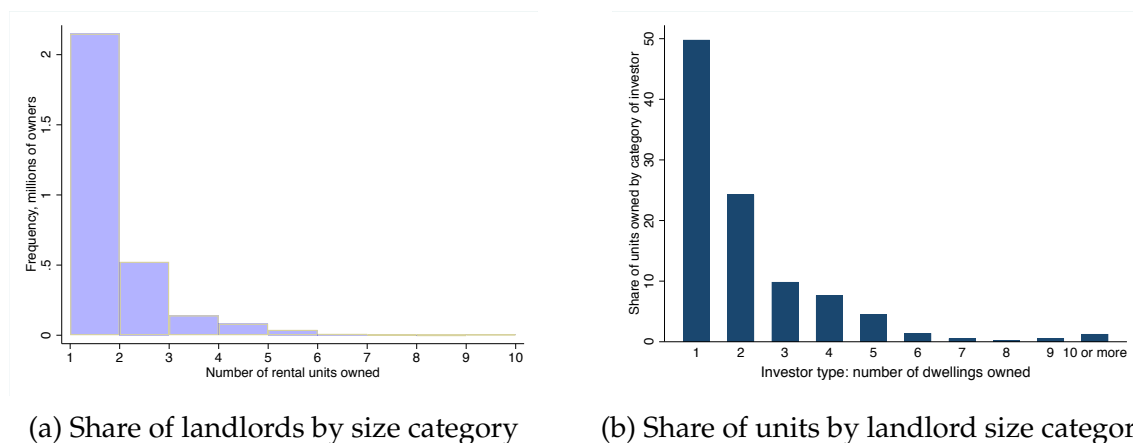 Frequency, millions of owners
2
1.5
1
.5
0
1 2 3 4 5 6 7 8 9 10
Number of rental units owned
(a) Share of landlords by size category
Share of units owned by category of investor
50
40
30
20
10
0
1 2 3 4 5 6 7 8 9 10 or more
Investor type: number of dwellings owned
(b) Share of units by landlord size categor